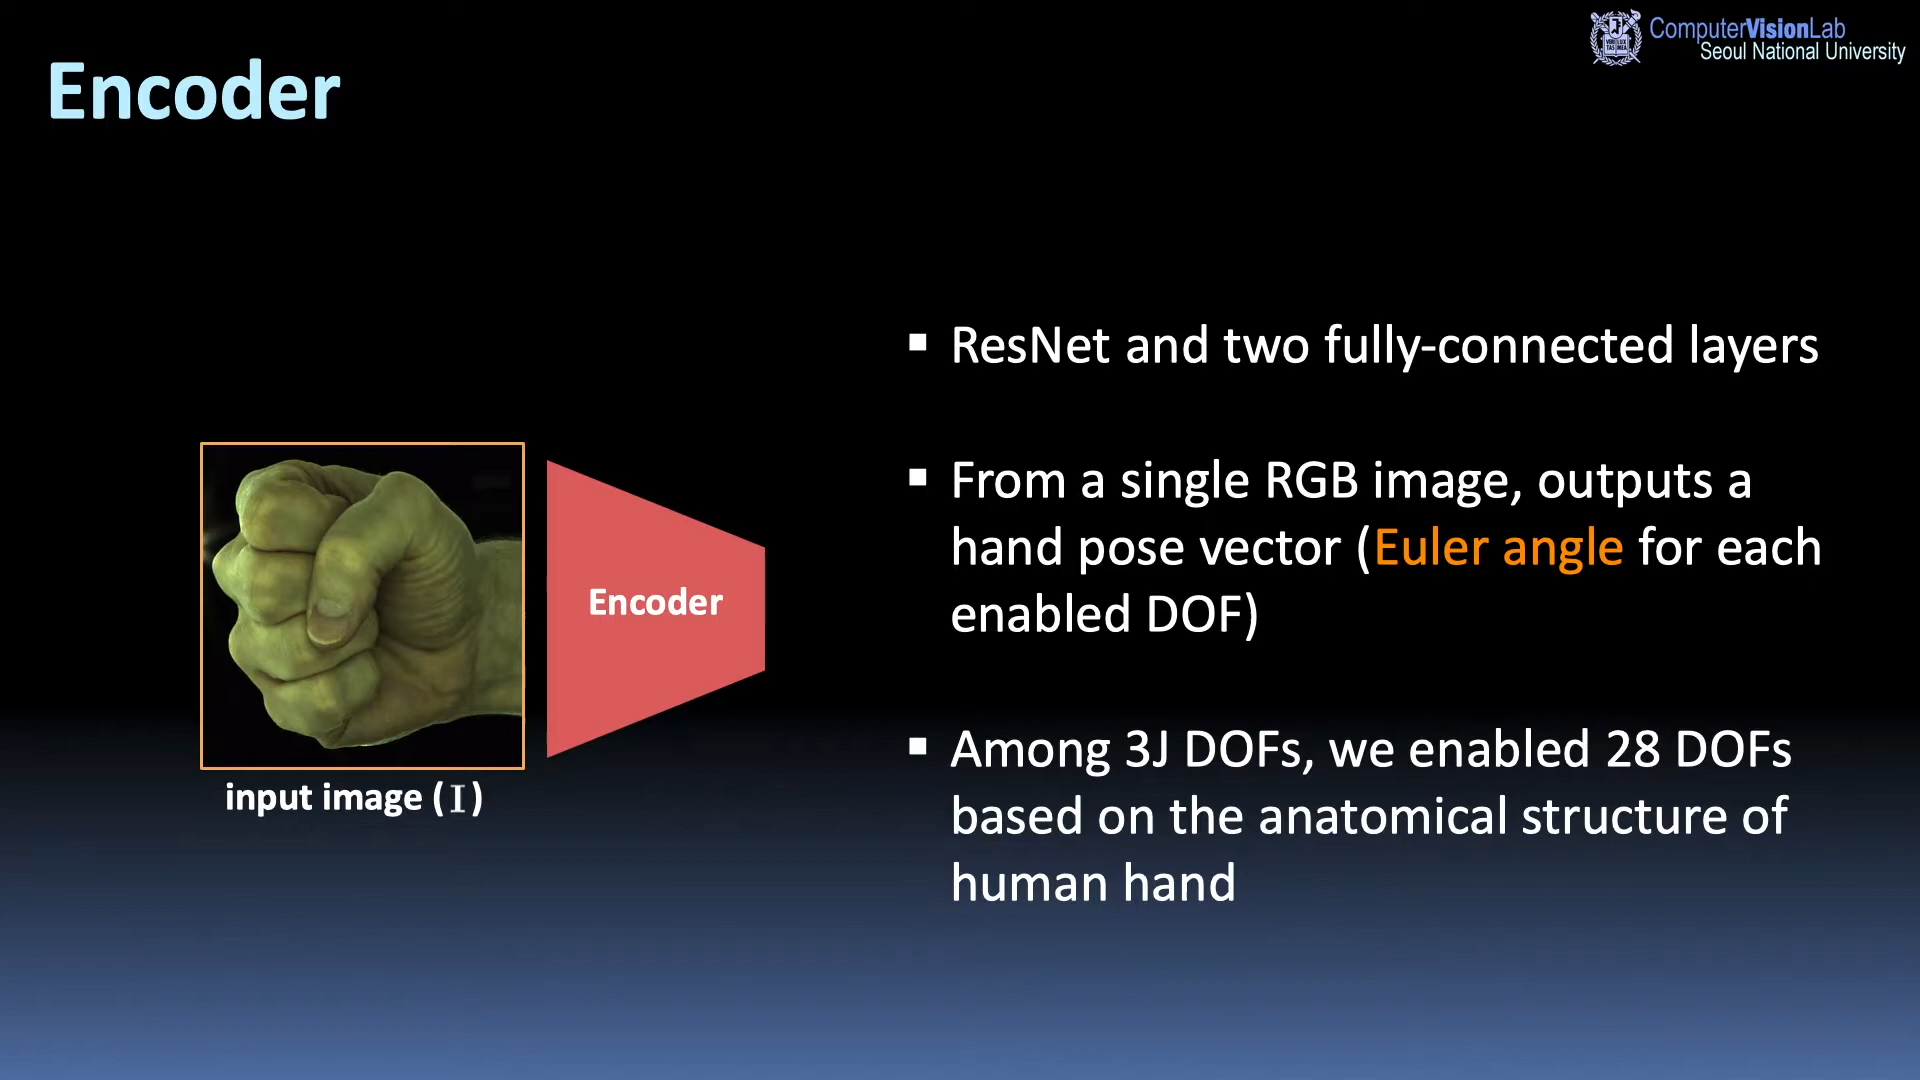 ComputerVisionLab
Seoul National University
Encoder
▪ ResNet and two fully-connected layers
▪ From a single RGB image, outputs a
hand pose vector (Euler angle for each
enabled DOF)
Encoder
▪ Among 3J DOFs, we enabled 28 DOFs
based on the anatomical structure of
human hand
input image (I)